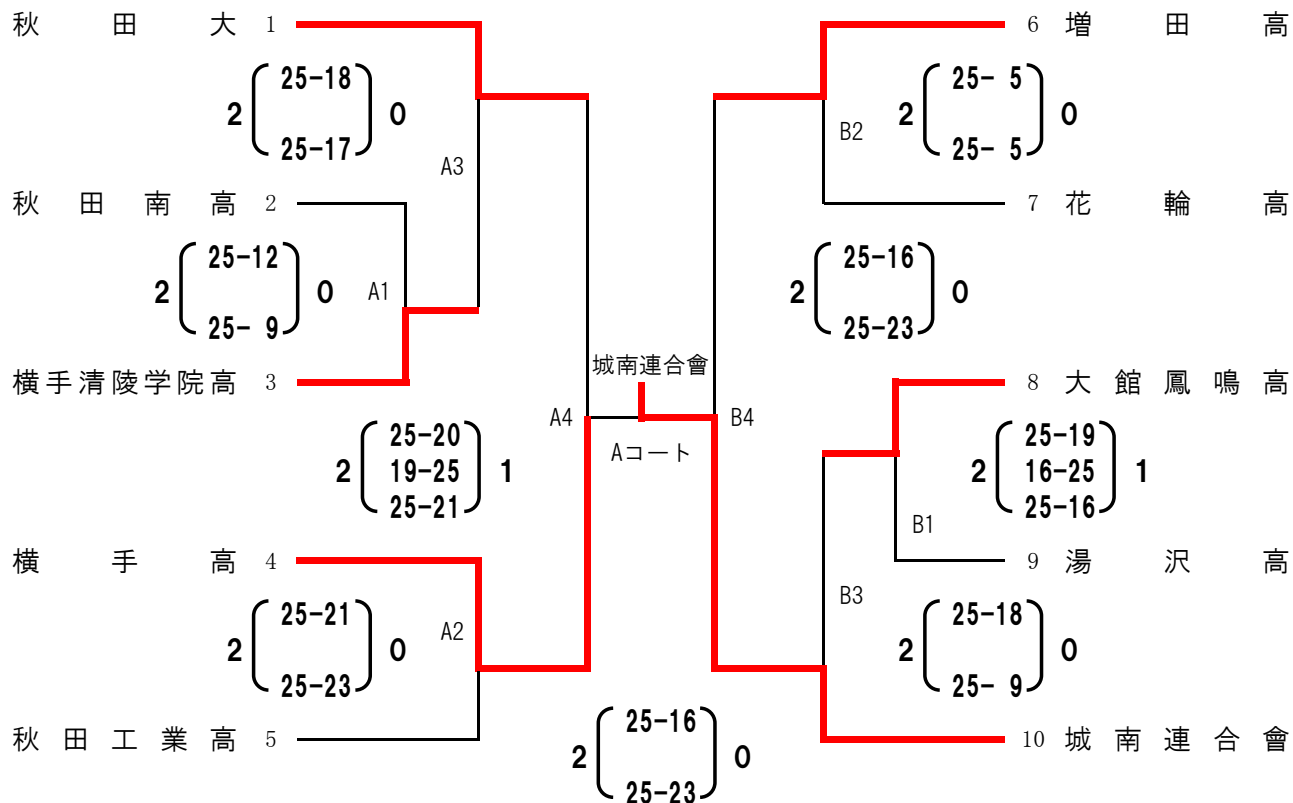 秋田大 1
6 増田高
25-18
2 0
25-17
A3
25- 5
2 0
25- 5
B2
秋田南高 2
7 花輪高
25-12
2 0
25- 9
A1
25-16
2 0
25-23
横手清陵学院高 3
城南連合會
8 大館鳳鳴高
A4
B4
Aコート
25-20
2 19-25 1
25-21
25-19
2 16-25 1
25-16
B1
横手高 4
9 湯沢高
B3
25-21
2 0
25-23
A2
25-18
2 0
25- 9
秋田工業高 5
10 城南連合會
25-16
2 0
25-23